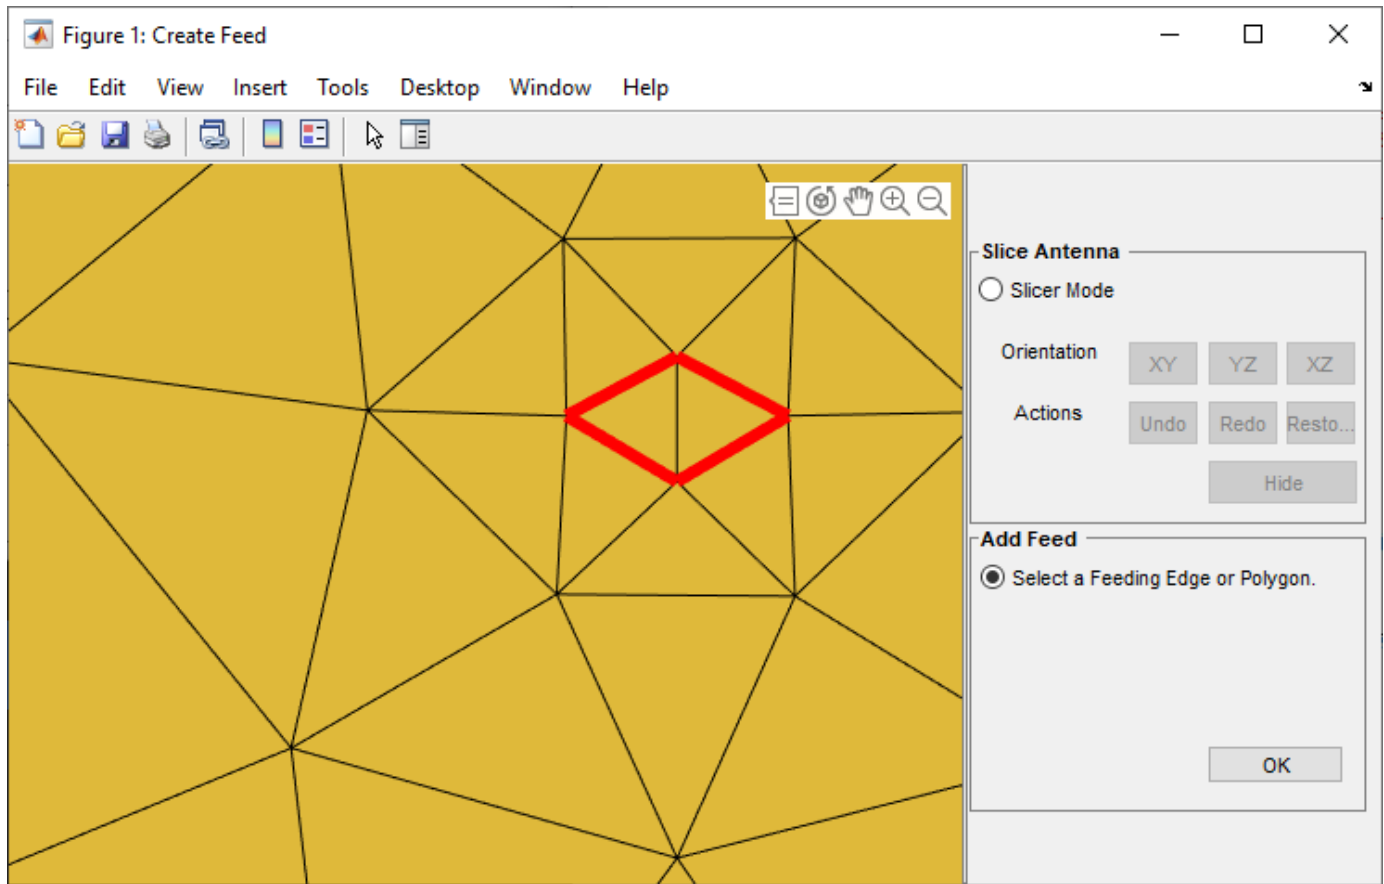 Figure 1: Create Feed
File Edit View Insert Tools Desktop Window Help
Slice Antenna
Slicer Mode
Orientation XY YZ XZ
Actions Undo Redo Resto...
Hide
Add Feed
Select a Feeding Edge or Polygon.
OK